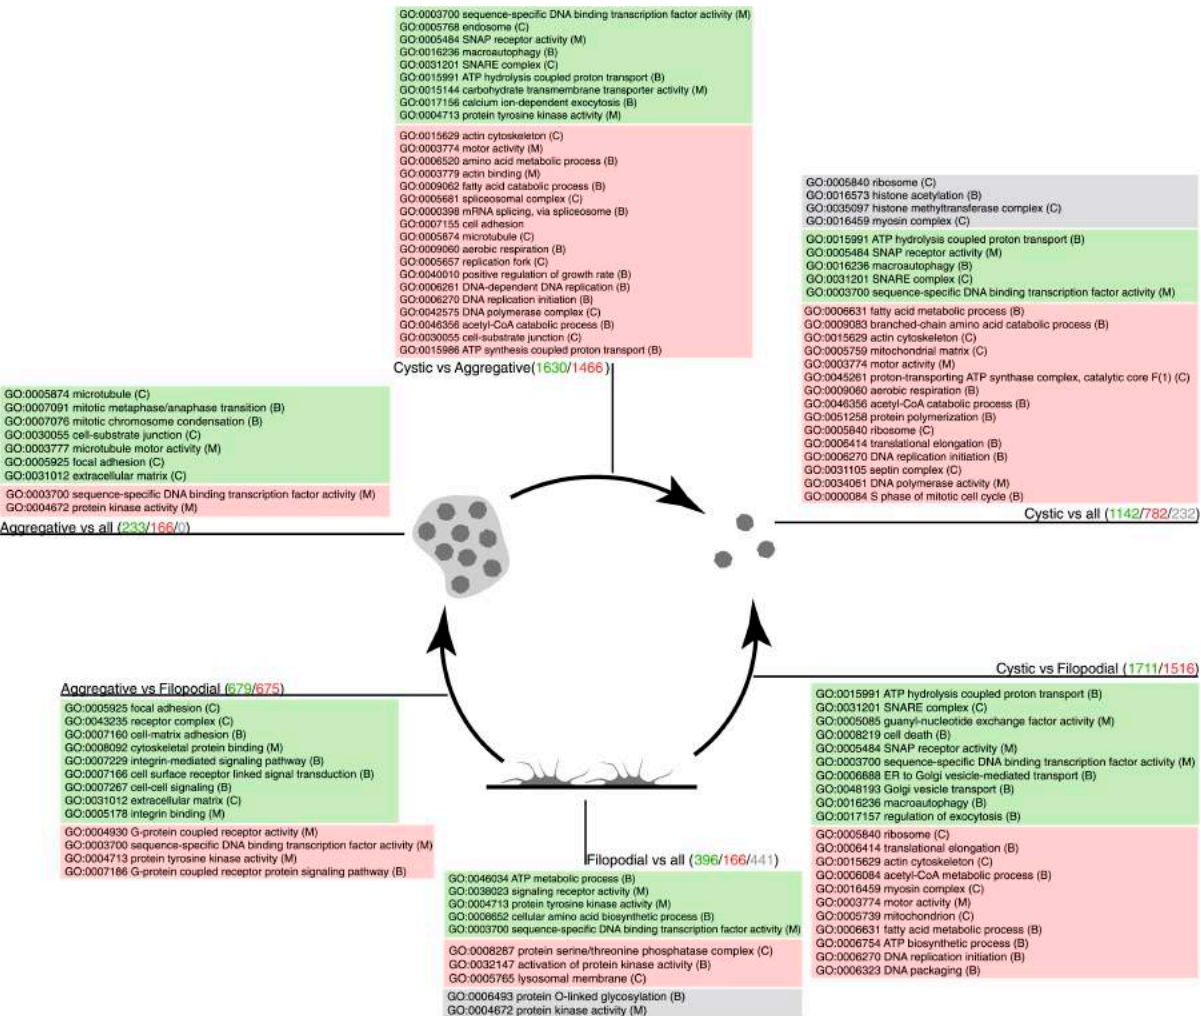 GO:0003700 sequence-specific DNA binding transcription factor activity (M)
GO:0005768 endosome (C)
GO:0005484 SNAP receptor activity (M)
GO:0016236 macroautophagy (B)
GO:0031201 SNARE complex (C)
GO:0015991 ATP hydrolysis coupled proton transport (B)
GO:0015144 carbohydrate transmembrane transporter activity (M)
GO:0017156 calcium ion-dependent exocytosis (B)
GO:0004713 protein tyrosine kinase activity (M)
GO:0015629 actin cytoskeleton (C)
GO:0003774 motor activity (M)
GO:0006520 amino acid metabolic process (B)
GO:0003779 actin binding (M)
GO:0009062 fatty acid catabolic process (B)
GO:0005681 spliceosomal complex (C)
GO:0000398 mRNA splicing, via spliceosome (B)
GO:0007155 cell adhesion
GO:0005874 microtubule (C)
GO:0009060 aerobic respiration (B)
GO:0005657 replication fork (C)
GO:0040010 positive regulation of growth rate (B)
GO:0006261 DNA-dependent DNA replication (B)
GO:0006270 DNA replication initiation (B)
GO:0042575 DNA polymerase complex (C)
GO:0046356 acetyl-CoA catabolic process (B)
GO:0030055 cell-substrate junction (C)
GO:0015986 ATP synthesis coupled proton transport (B)
Cystic vs Aggregative(1630/1466)
GO:0005840 ribosome (C)
GO:0016573 histone acetylation (B)
GO:0035097 histone methyltransferase complex (C)
GO:0016459 myosin complex (C)
GO:0015991 ATP hydrolysis coupled proton transport (B)
GO:0005484 SNAP receptor activity (M)
GO:0016236 macroautophagy (B)
GO:0031201 SNARE complex (C)
GO:0003700 sequence-specific DNA binding transcription factor activity (M)
GO:0006631 fatty acid metabolic process (B)
GO:0009083 branched-chain amino acid catabolic process (B)
GO:0015629 actin cytoskeleton (C)
GO:0005759 mitochondrial matrix (C)
GO:0003774 motor activity (M)
GO:0045261 proton-transporting ATP synthase complex, catalytic core F(1) (C)
GO:0009060 aerobic respiration (B)
GO:0046356 acetyl-CoA catabolic process (B)
GO:0051258 protein polymerization (B)
GO:0005840 ribosome (C)
GO:0006414 translational elongation (B)
GO:0006270 DNA replication initiation (B)
GO:0031105 septin complex (C)
GO:0034061 DNA polymerase activity (M)
GO:0000084 S phase of mitotic cell cycle (B)
Cystic vs all (1142/782/232)
GO:0005874 microtubule (C)
GO:0007091 mitotic metaphase/anaphase transition (B)
GO:0007076 mitotic chromosome condensation (B)
GO:0030055 cell-substrate junction (C)
GO:0003777 microtubule motor activity (M)
GO:0005925 focal adhesion (C)
GO:0031012 extracellular matrix (C)
GO:0003700 sequence-specific DNA binding transcription factor activity (M)
GO:0004672 protein kinase activity (M)
Aggregative vs all (233/166/0)
Aggregative vs Filopodial (679/675)
GO:0005925 focal adhesion (C)
GO:0043235 receptor complex (C)
GO:0007160 cell-matrix adhesion (B)
GO:0008092 cytoskeletal protein binding (M)
GO:0007229 integrin-mediated signaling pathway (B)
GO:0007166 cell surface receptor linked signal transduction (B)
GO:0007267 cell-cell signaling (B)
GO:0031012 extracellular matrix (C)
GO:0005178 integrin binding (M)
GO:0004930 G-protein coupled receptor activity (M)
GO:0003700 sequence-specific DNA binding transcription factor activity (M)
GO:0004713 protein tyrosine kinase activity (M)
GO:0007186 G-protein coupled receptor protein signaling pathway (B)
Filopodial vs all (396/166/441)
GO:0046034 ATP metabolic process (B)
GO:0038023 signaling receptor activity (M)
GO:0004713 protein tyrosine kinase activity (M)
GO:0008652 cellular amino acid biosynthetic process (B)
GO:0003700 sequence-specific DNA binding transcription factor activity (M)
GO:0008287 protein serine/threonine phosphatase complex (C)
GO:0032147 activation of protein kinase activity (B)
GO:0005765 lysosomal membrane (C)
GO:0006493 protein O-linked glycosylation (B)
GO:0004672 protein kinase activity (M)
Cystic vs Filopodial (1711/1516)
GO:0015991 ATP hydrolysis coupled proton transport (B)
GO:0031201 SNARE complex (C)
GO:0005085 guanyl-nucleotide exchange factor activity (M)
GO:0008219 cell death (B)
GO:0005484 SNAP receptor activity (M)
GO:0003700 sequence-specific DNA binding transcription factor activity (M)
GO:0006888 ER to Golgi vesicle-mediated transport (B)
GO:0048193 Golgi vesicle transport (B)
GO:0016236 macroautophagy (B)
GO:0017157 regulation of exocytosis (B)
GO:0005840 ribosome (C)
GO:0006414 translational elongation (B)
GO:0015629 actin cytoskeleton (C)
GO:0006084 acetyl-CoA metabolic process (B)
GO:0016459 myosin complex (C)
GO:0003774 motor activity (M)
GO:0005739 mitochondrion (C)
GO:0006631 fatty acid metabolic process (B)
GO:0006754 ATP biosynthetic process (B)
GO:0006270 DNA replication initiation (B)
GO:0006323 DNA packaging (B)